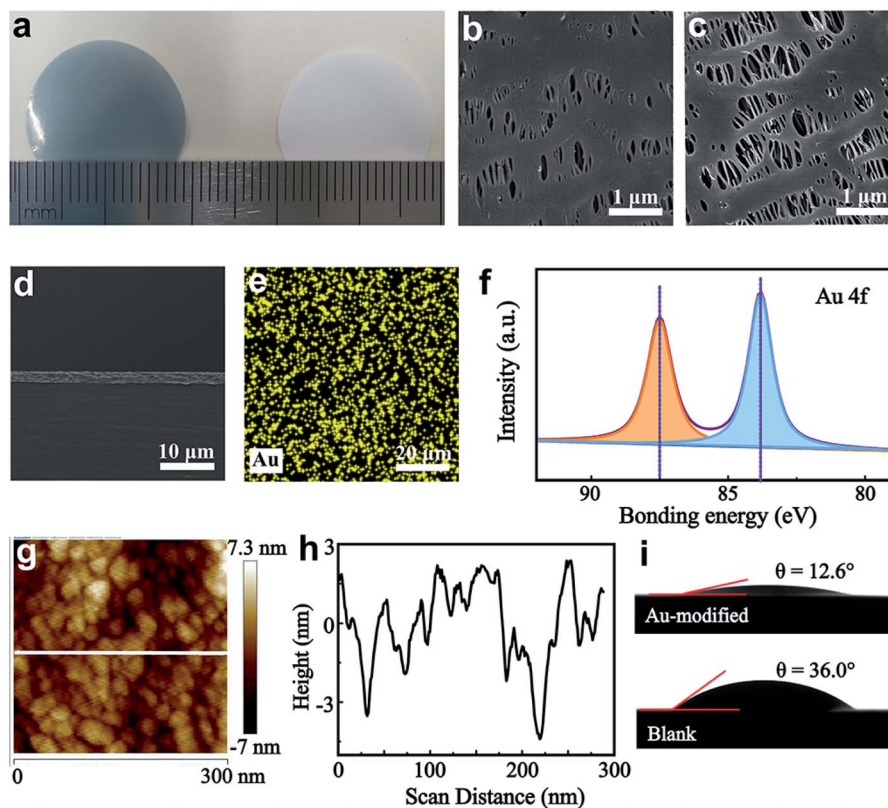 a
mm
b
1 μm
c
1 μm
d
10 μm
e
Au
20 μm
f
Au 4f
Intensity (a.u.)
90
85
80
Bonding energy (eV)
g
7.3 nm
-7 nm
0
300 nm
h
3
0
-3
Height (nm)
0
100
200
300
Scan Distance (nm)
i
θ = 12.6°
Au-modified
θ = 36.0°
Blank